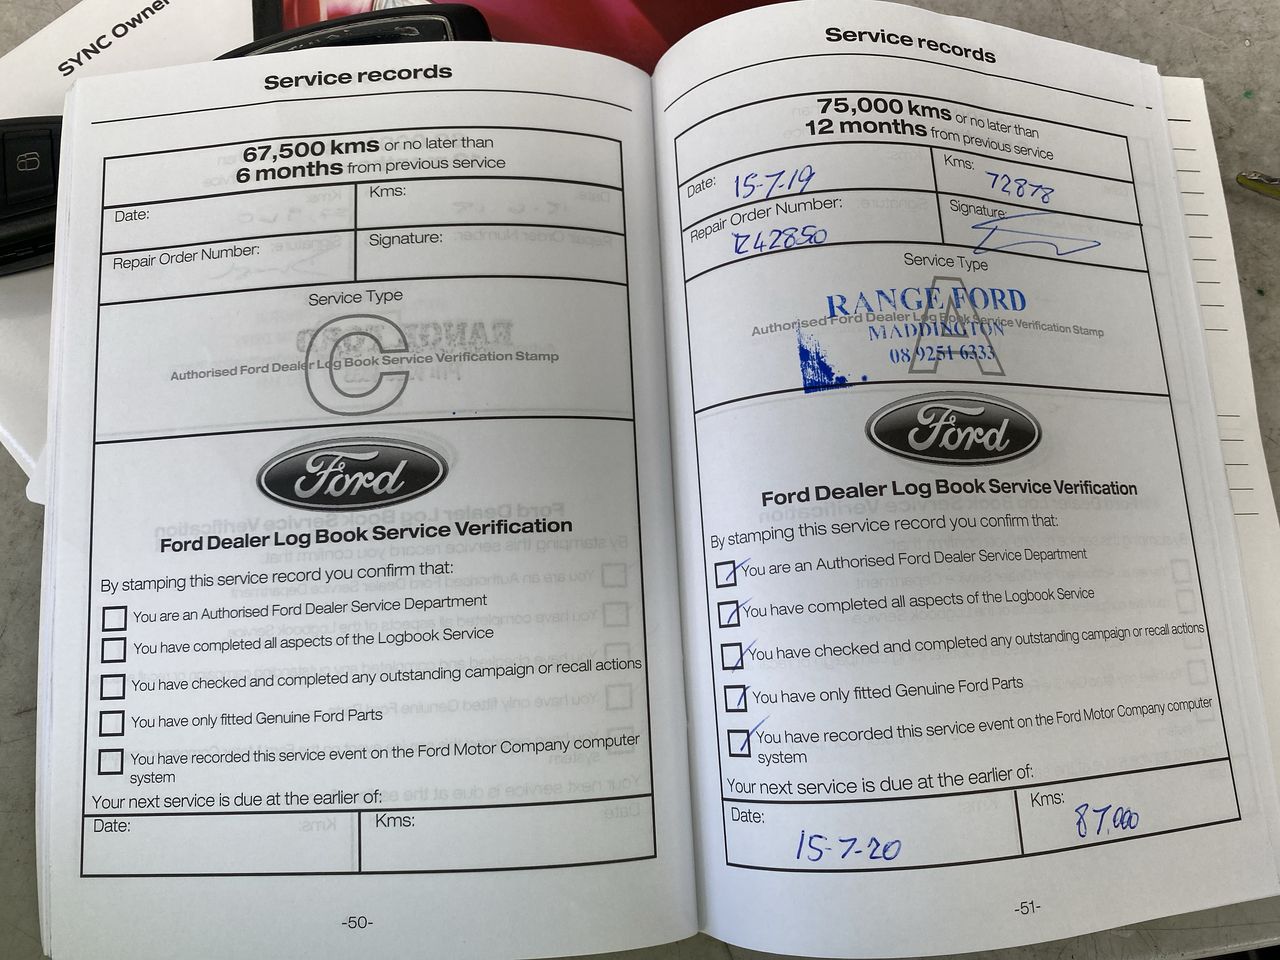 SYNC Owner
Service records
67,500 kms or no later than
6 months from previous service
Date:
Kms:
Repair Order Number:
Signature:
Service Type
C
Authorised Ford Dealer Log Book Service Verification Stamp
Ford
Ford Dealer Log Book Service Verification
By stamping this service record you confirm that:
You are an Authorised Ford Dealer Service Department
You have completed all aspects of the Logbook Service
You have checked and completed any outstanding campaign or recall actions
You have only fitted Genuine Ford Parts
You have recorded this service event on the Ford Motor Company computer
system
Your next service is due at the earlier of:
Date:
Kms:
-50-
Service records
75,000 kms or no later than
12 months from previous service
Date: 15-7-19
Kms: 72878
Repair Order Number:
R42850
Signature:
Service Type
A
RANGE FORD
Authorised Ford Dealer Log Book Service Verification Stamp
MADDINGTON
08 9251 6333
Ford
Ford Dealer Log Book Service Verification
By stamping this service record you confirm that:
You are an Authorised Ford Dealer Service Department
You have completed all aspects of the Logbook Service
You have checked and completed any outstanding campaign or recall actions
You have only fitted Genuine Ford Parts
You have recorded this service event on the Ford Motor Company computer
system
Your next service is due at the earlier of:
Date: 15-7-20
Kms: 87,000
-51-